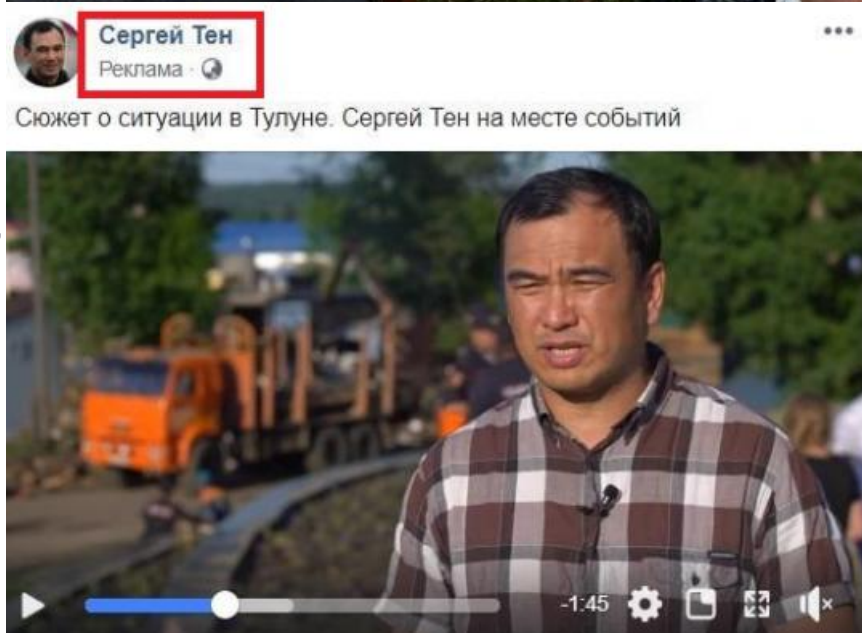 Сергей Тен
Реклама ·
Сюжет о ситуации в Тулуне. Сергей Тен на месте событий
-1:45